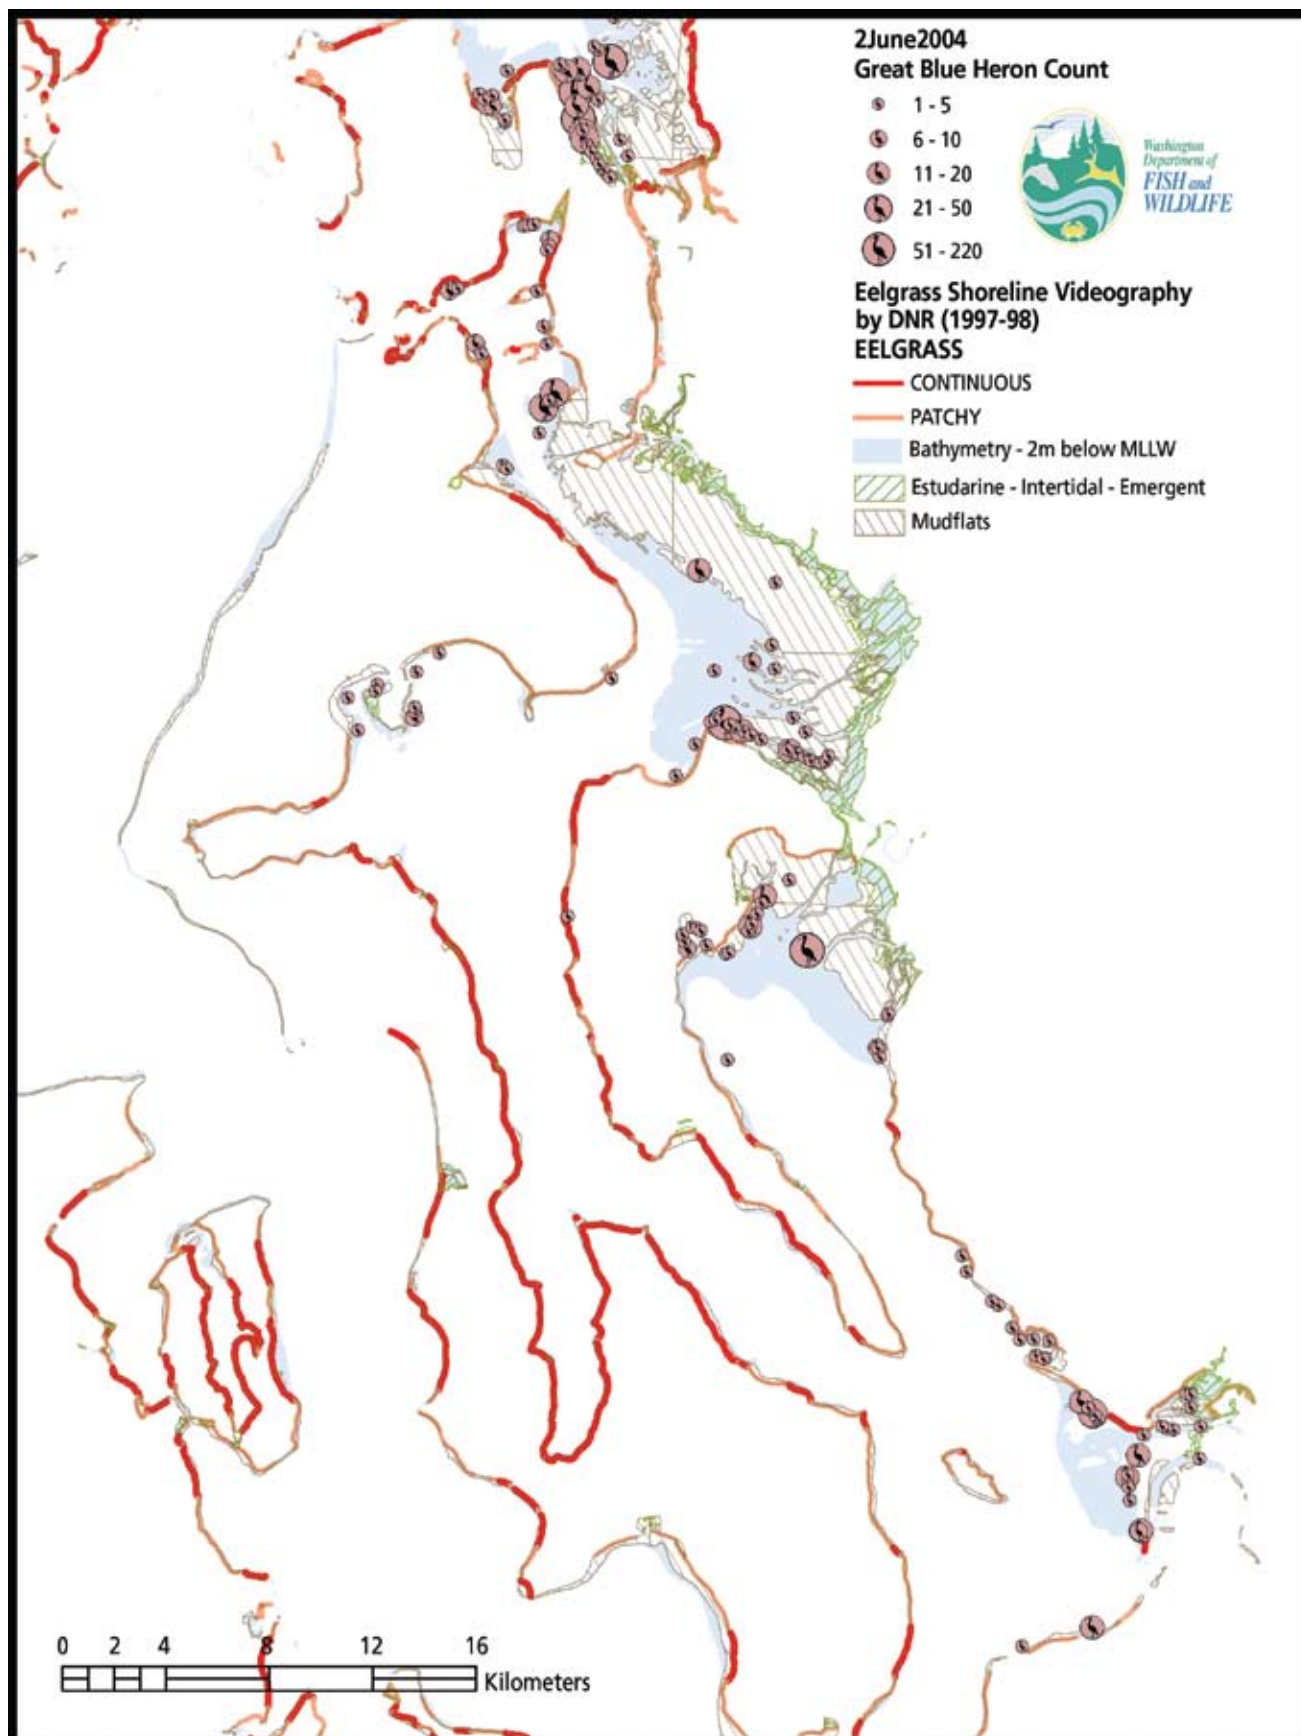 2June2004
Great Blue Heron Count
1 - 5
6 - 10
11 - 20
21 - 50
51 - 220
Washington
Department of
FISH and
WILDLIFE
Eelgrass Shoreline Videography
by DNR (1997-98)
EELGRASS
CONTINUOUS
PATCHY
Bathymetry - 2m below MLLW
Estudarine - Intertidal - Emergent
Mudflats
0 2 4 8 12 16
Kilometers